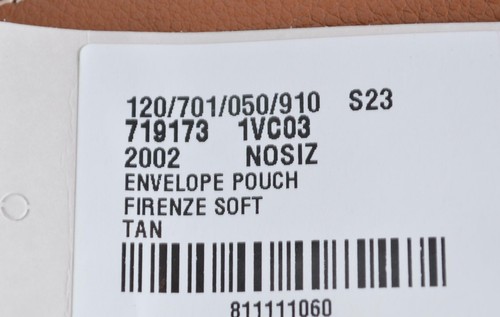 120/701/050/910 S23
719173 1VC03
2002 NOSIZ
ENVELOPE POUCH
FIRENZE SOFT
TAN
811111060